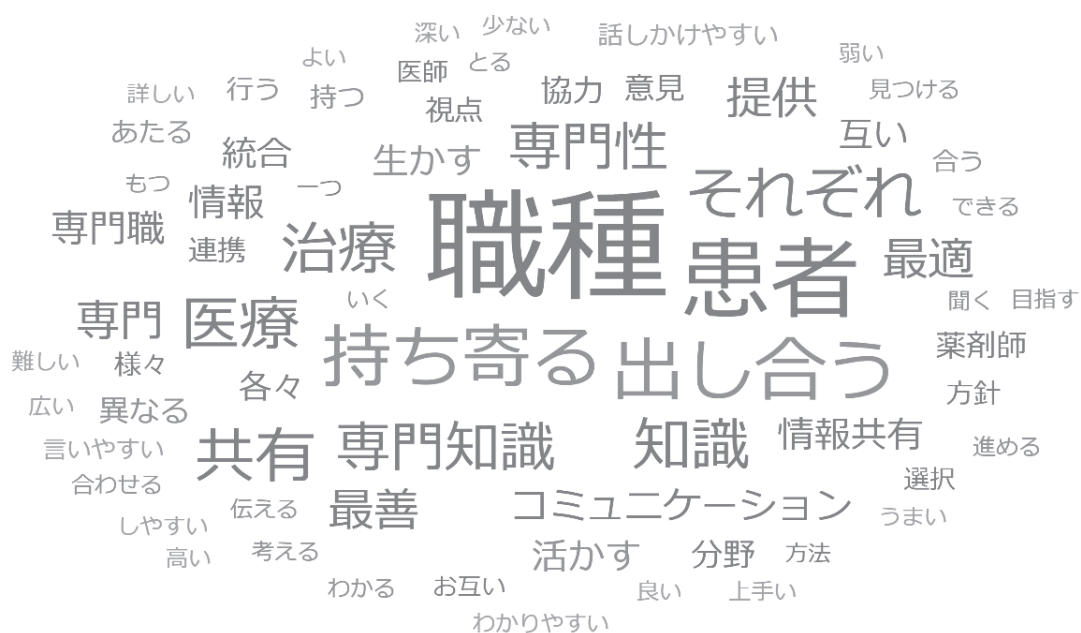 深い 少ない 話しかけやすい
よい 医師 とる 弱い
詳しい 行う 持つ 視点 協力 意見 提供 見つける
あたる 統合 生かす 専門性 互い 合う
もつ 情報 一つ それぞれ できる
専門職 連携 治療 職種 患者 最適
いく 聞く 目指す
専門 医療 持ち寄る 出し合う 薬剤師
難しい 様々 各々 方針
広い 異なる
言いやすい 共有 専門知識 知識 情報共有 進める
合わせる 選択
しやすい 伝える 最善 コミュニケーション うまい
高い 考える 活かす 分野 方法
わかる お互い 良い 上手い
わかりやすい